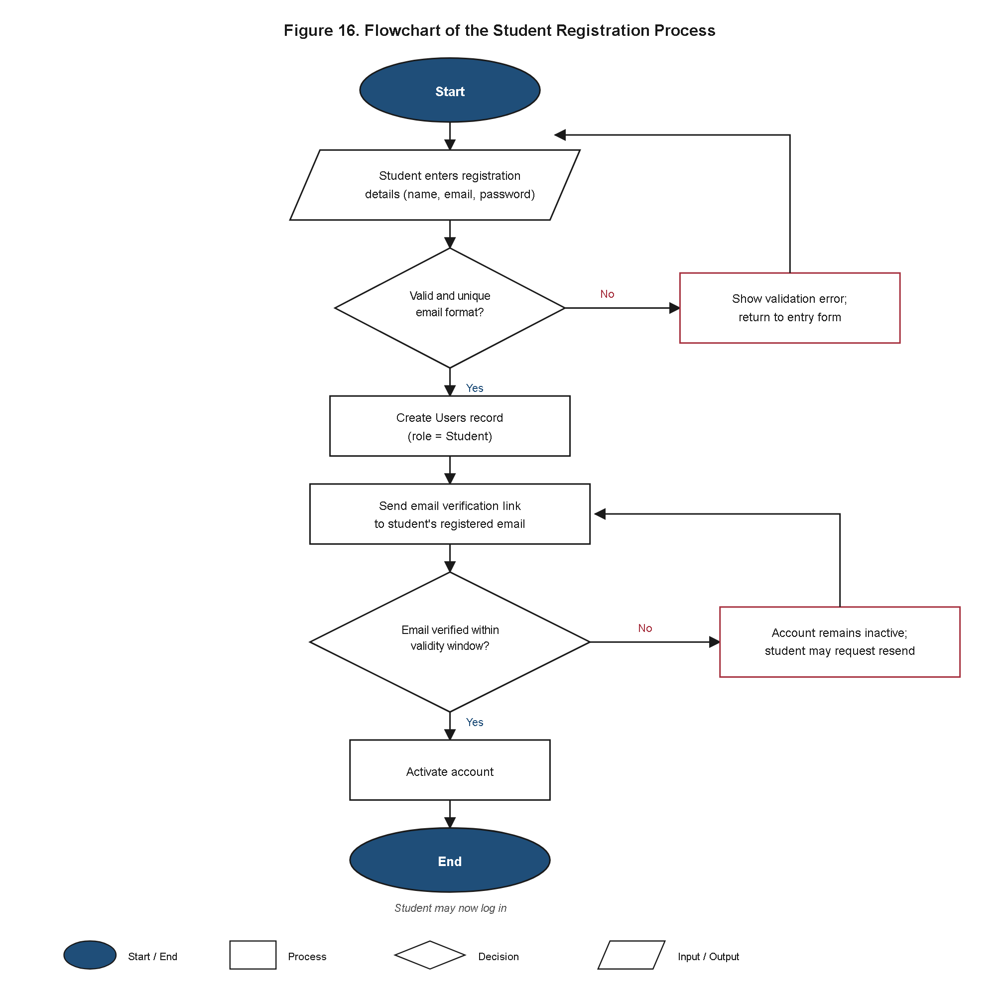 Figure 16. Flowchart of the Student Registration Process
Start
Student enters registration
details (name, email, password)
Valid and unique
email format?
No
Show validation error;
return to entry form
Yes
Create Users record
(role = Student)
Send email verification link
to student's registered email
Email verified within
validity window?
No
Account remains inactive;
student may request resend
Yes
Activate account
End
Student may now log in
Start / End
Process
Decision
Input / Output